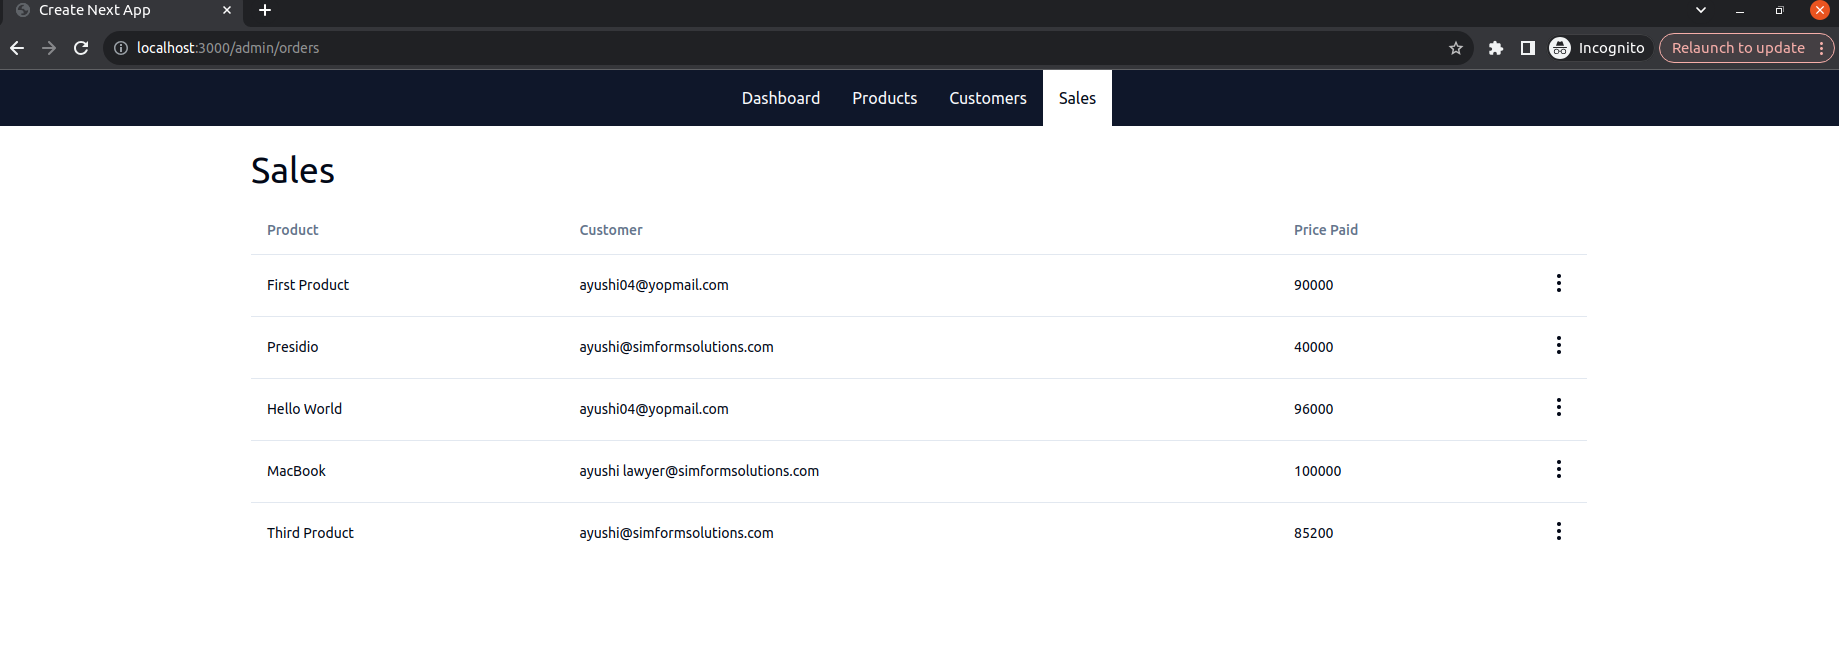 Create Next App
localhost:3000/admin/orders
Incognito
Relaunch to update
Dashboard Products Customers Sales
Sales
Product Customer Price Paid
First Product ayushi04@yopmail.com 90000
Presidio ayushi@simformsolutions.com 40000
Hello World ayushi04@yopmail.com 96000
MacBook ayushi lawyer@simformsolutions.com 100000
Third Product ayushi@simformsolutions.com 85200